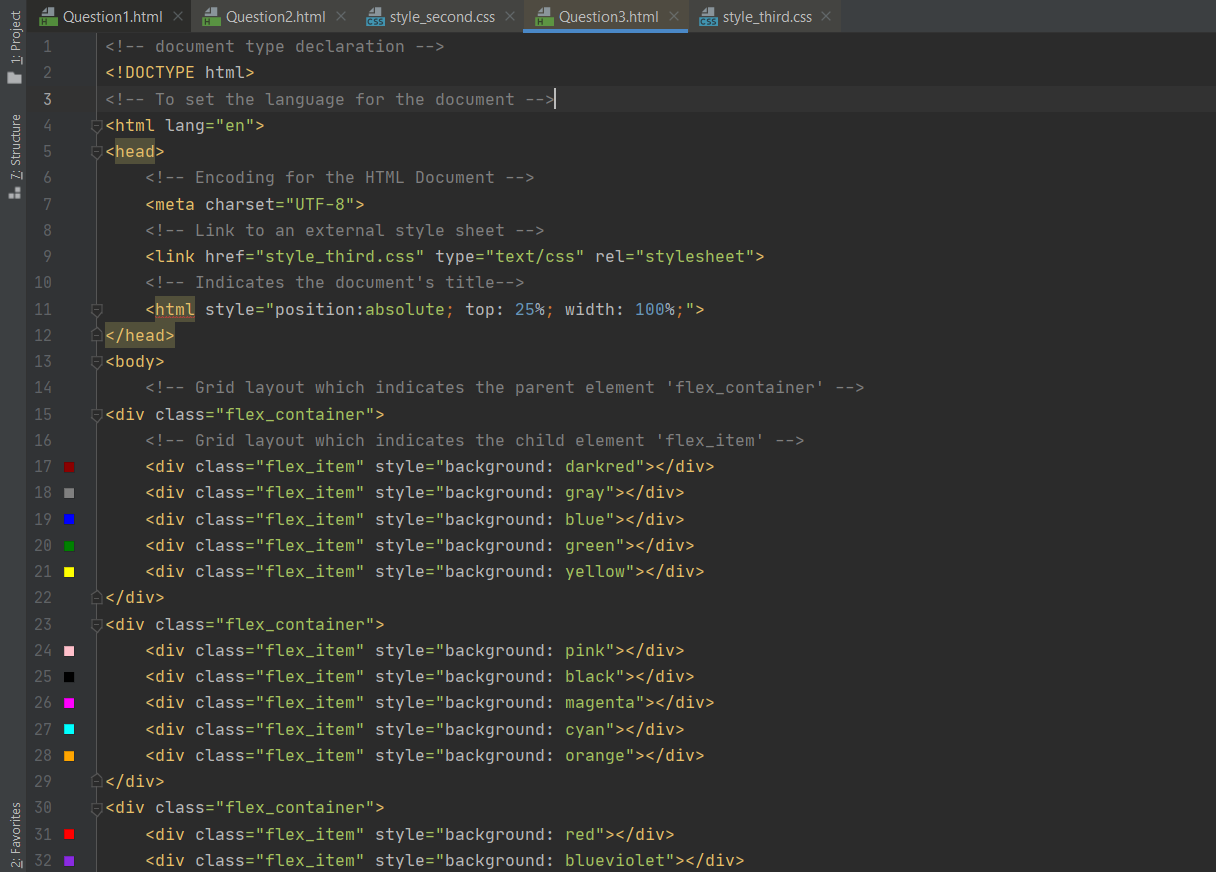 Question1.html Question2.html style_second.css Question3.html style_third.css
1: Project
7: Structure
2: Favorites
1 <!-- document type declaration -->
2 <!DOCTYPE html>
3 <!-- To set the language for the document -->
4 <html lang="en">
5 <head>
6 <!-- Encoding for the HTML Document -->
7 <meta charset="UTF-8">
8 <!-- Link to an external style sheet -->
9 <link href="style_third.css" type="text/css" rel="stylesheet">
10 <!-- Indicates the document's title-->
11 <html style="position:absolute; top: 25%; width: 100%;">
12 </head>
13 <body>
14 <!-- Grid layout which indicates the parent element 'flex_container' -->
15 <div class="flex_container">
16 <!-- Grid layout which indicates the child element 'flex_item' -->
17 <div class="flex_item" style="background: darkred"></div>
18 <div class="flex_item" style="background: gray"></div>
19 <div class="flex_item" style="background: blue"></div>
20 <div class="flex_item" style="background: green"></div>
21 <div class="flex_item" style="background: yellow"></div>
22 </div>
23 <div class="flex_container">
24 <div class="flex_item" style="background: pink"></div>
25 <div class="flex_item" style="background: black"></div>
26 <div class="flex_item" style="background: magenta"></div>
27 <div class="flex_item" style="background: cyan"></div>
28 <div class="flex_item" style="background: orange"></div>
29 </div>
30 <div class="flex_container">
31 <div class="flex_item" style="background: red"></div>
32 <div class="flex_item" style="background: blueviolet"></div>